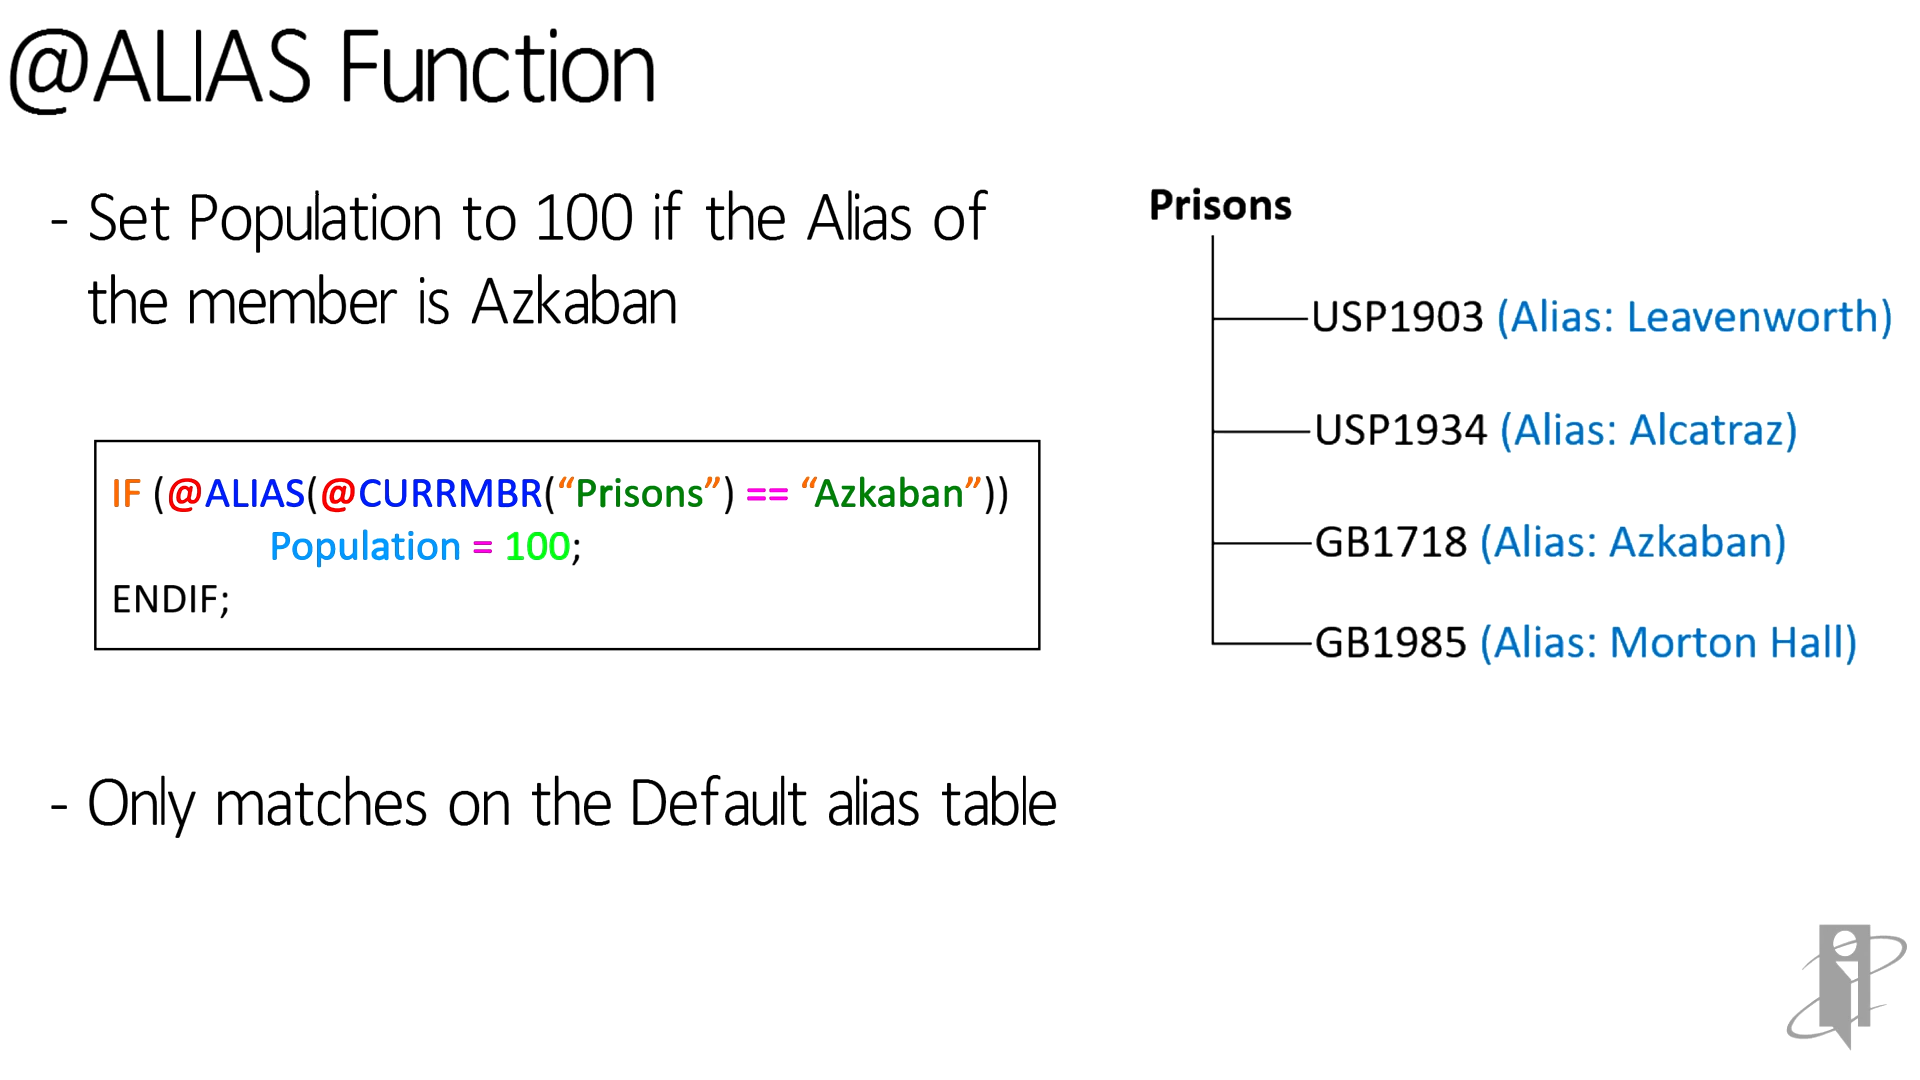 @ALIAS Function
- Set Population to 100 if the Alias of
the member is Azkaban
IF (@ALIAS(@CURRMBR(“Prisons”) == “Azkaban”))
Population = 100;
ENDIF;
- Only matches on the Default alias table
Prisons
USP1903 (Alias: Leavenworth)
USP1934 (Alias: Alcatraz)
GB1718 (Alias: Azkaban)
GB1985 (Alias: Morton Hall)